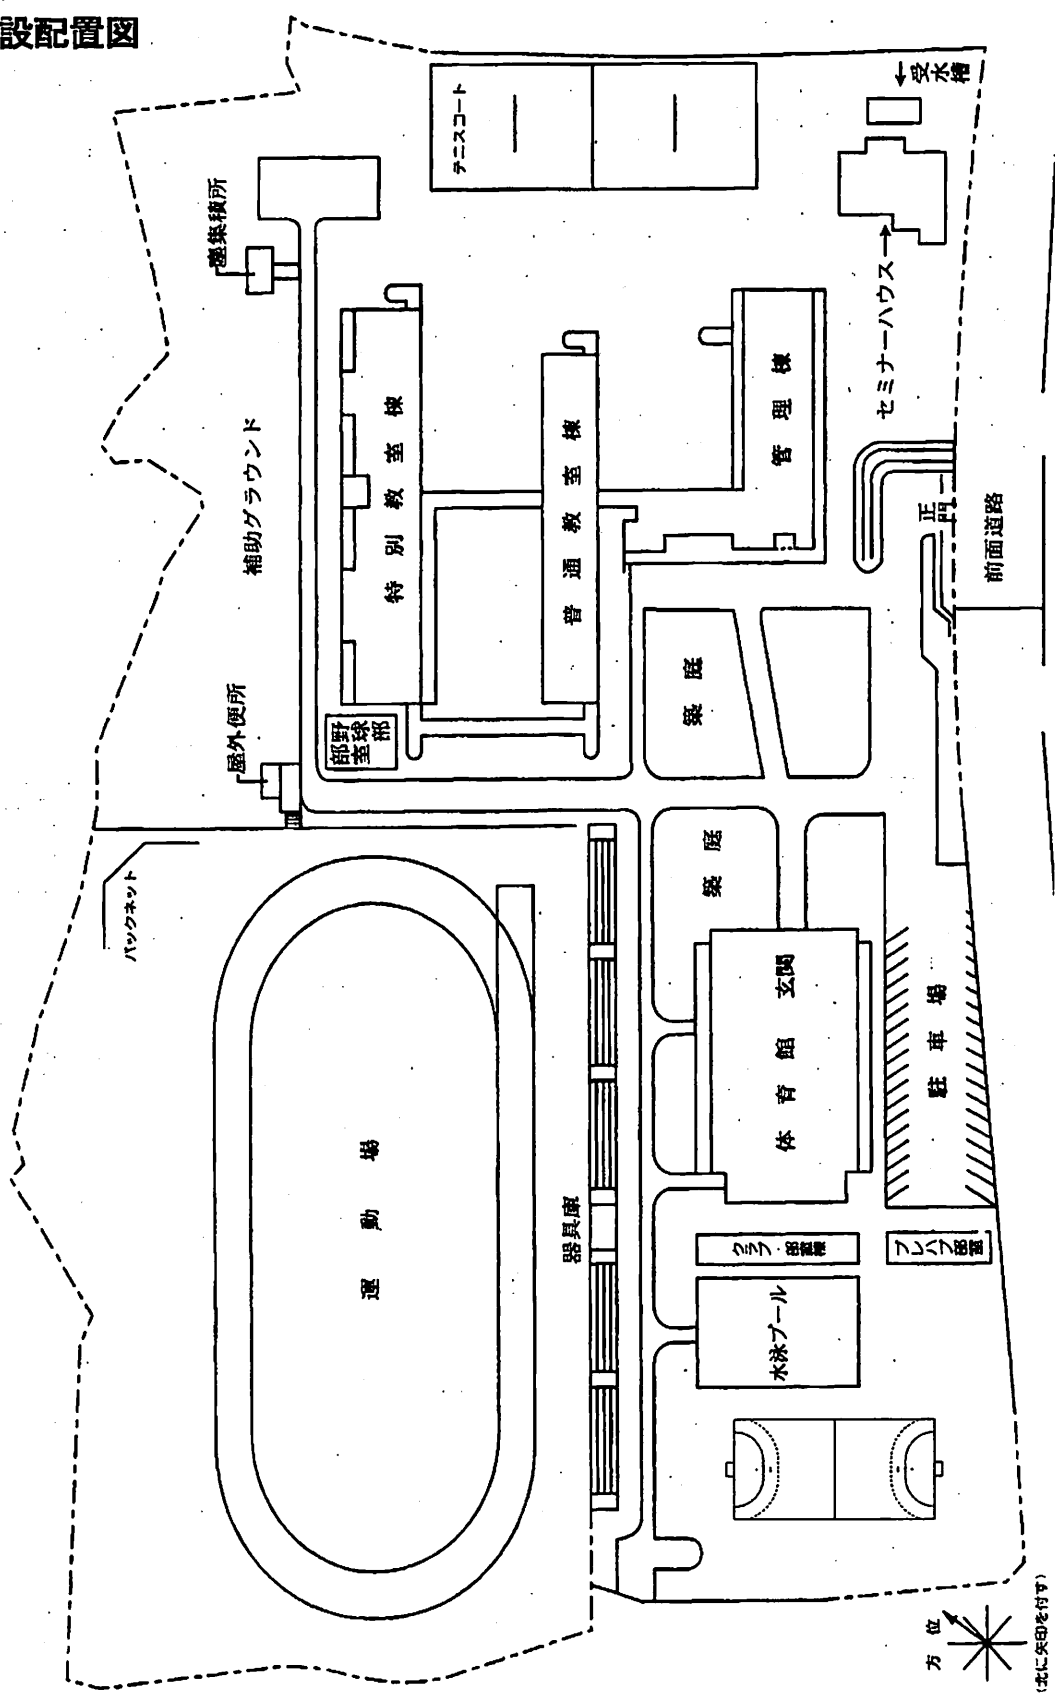 設配置図
受水槽
テニスコート
塵集積所
セミナーハウス
補助グラウンド
特別教室棟
普通教室棟
管理棟
正門
前面道路
屋外便所
野球部
部室
築庭
築庭
バックネット
運動場
器具庫
体育館
玄関
駐車場
クラブ部室棟
プレハブ部室
水泳プール
方位
(北に矢印を付す)